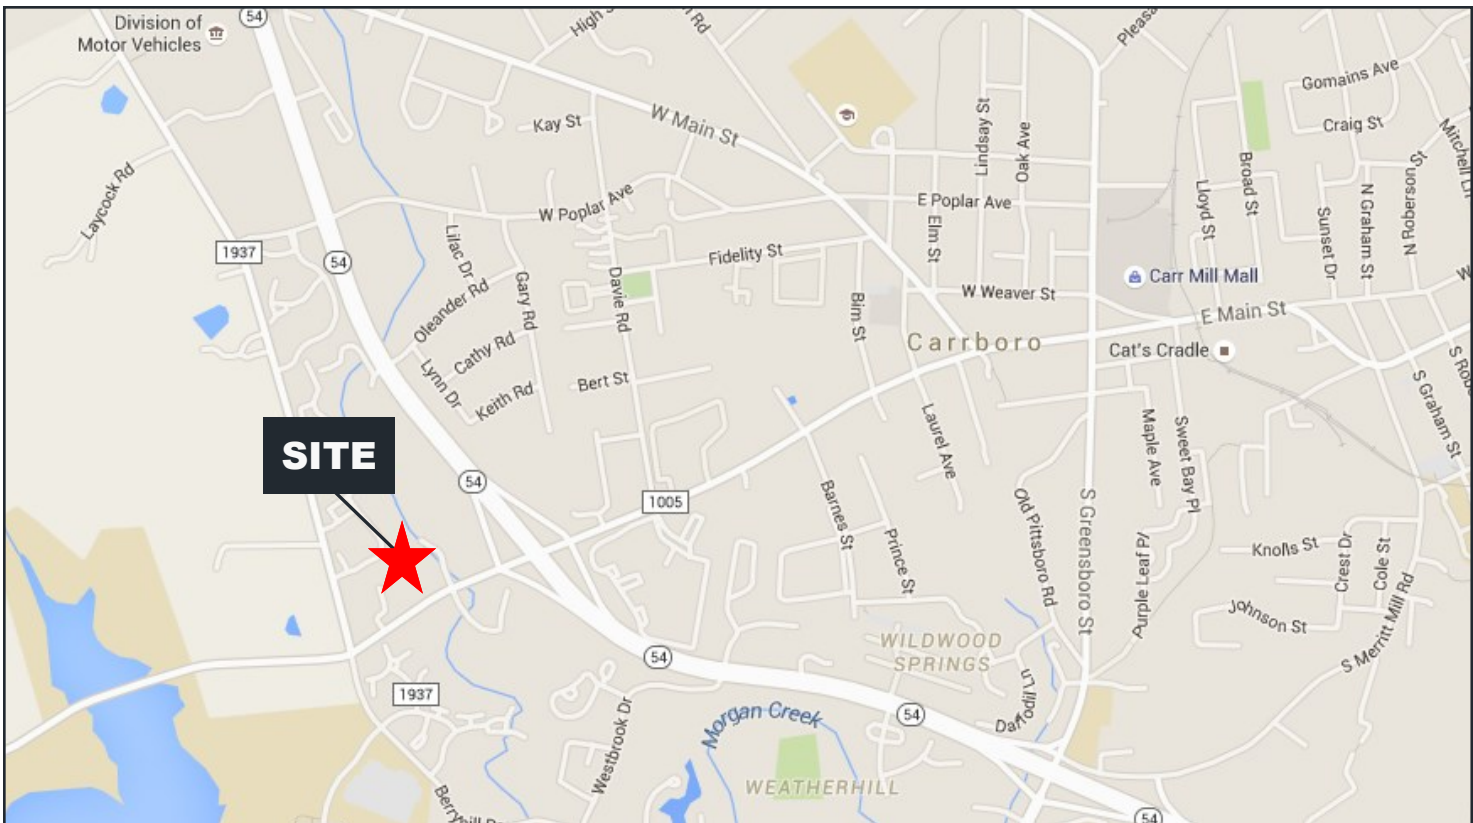 Division of
Motor Vehicles
54
High S
Rd
Pleasa
Gomains Ave
Craig St
Mitchell Ln
Kay St
W Main St
Lindsay St
Oak Ave
Laycock Rd
Broad St
Lloyd St
N Graham St
N Roberson St
Sunset Dr
W Poplar Ave
E Poplar Ave
Elm St
1937
54
Lilac Dr
Fidelity St
Oleander Rd
Gary Rd
Davie Rd
Bim St
W Weaver St
Carr Mill Mall
W
E Main St
Carrboro
Cat's Cradle
Cathy Rd
Lynn Dr
Keith Rd
Bert St
S Rob
S Graham St
Laurel Ave
Maple Ave
Sweet Bay Pl
SITE
54
1005
Barnes St
Prince St
Old Pittsboro Rd
S Greensboro St
Purple Leaf Pl
Knolls St
Crest Dr
Cole St
Johnson St
S Merritt Mill Rd
WILDWOOD
SPRINGS
54
1937
Westbrook Dr
Morgan Creek
54
Daffodil Ln
WEATHERHILL
54